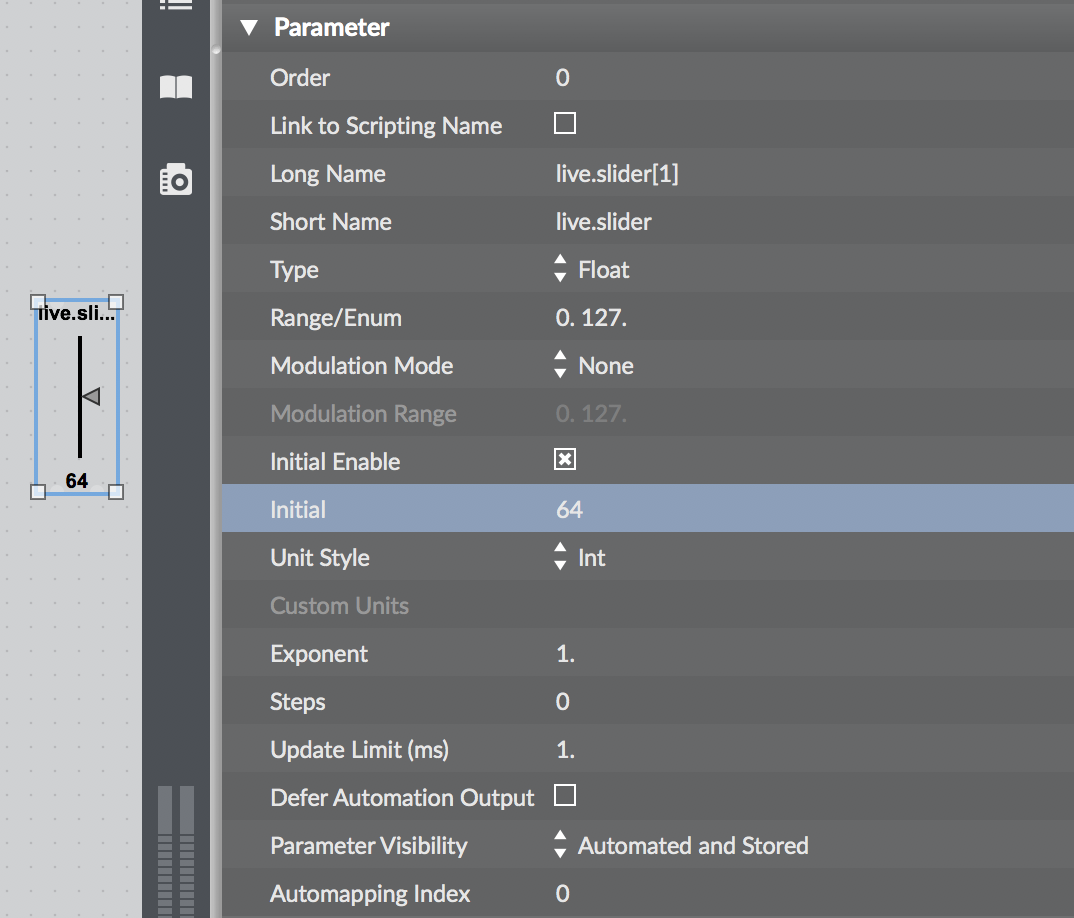 Parameter
Order 0
Link to Scripting Name
Long Name live.slider[1]
Short Name live.slider
Type Float
Range/Enum 0. 127.
Modulation Mode None
Modulation Range 0. 127.
Initial Enable
Initial 64
Unit Style Int
Custom Units
Exponent 1.
Steps 0
Update Limit (ms) 1.
Defer Automation Output
Parameter Visibility Automated and Stored
Automapping Index 0
live.sli...
64